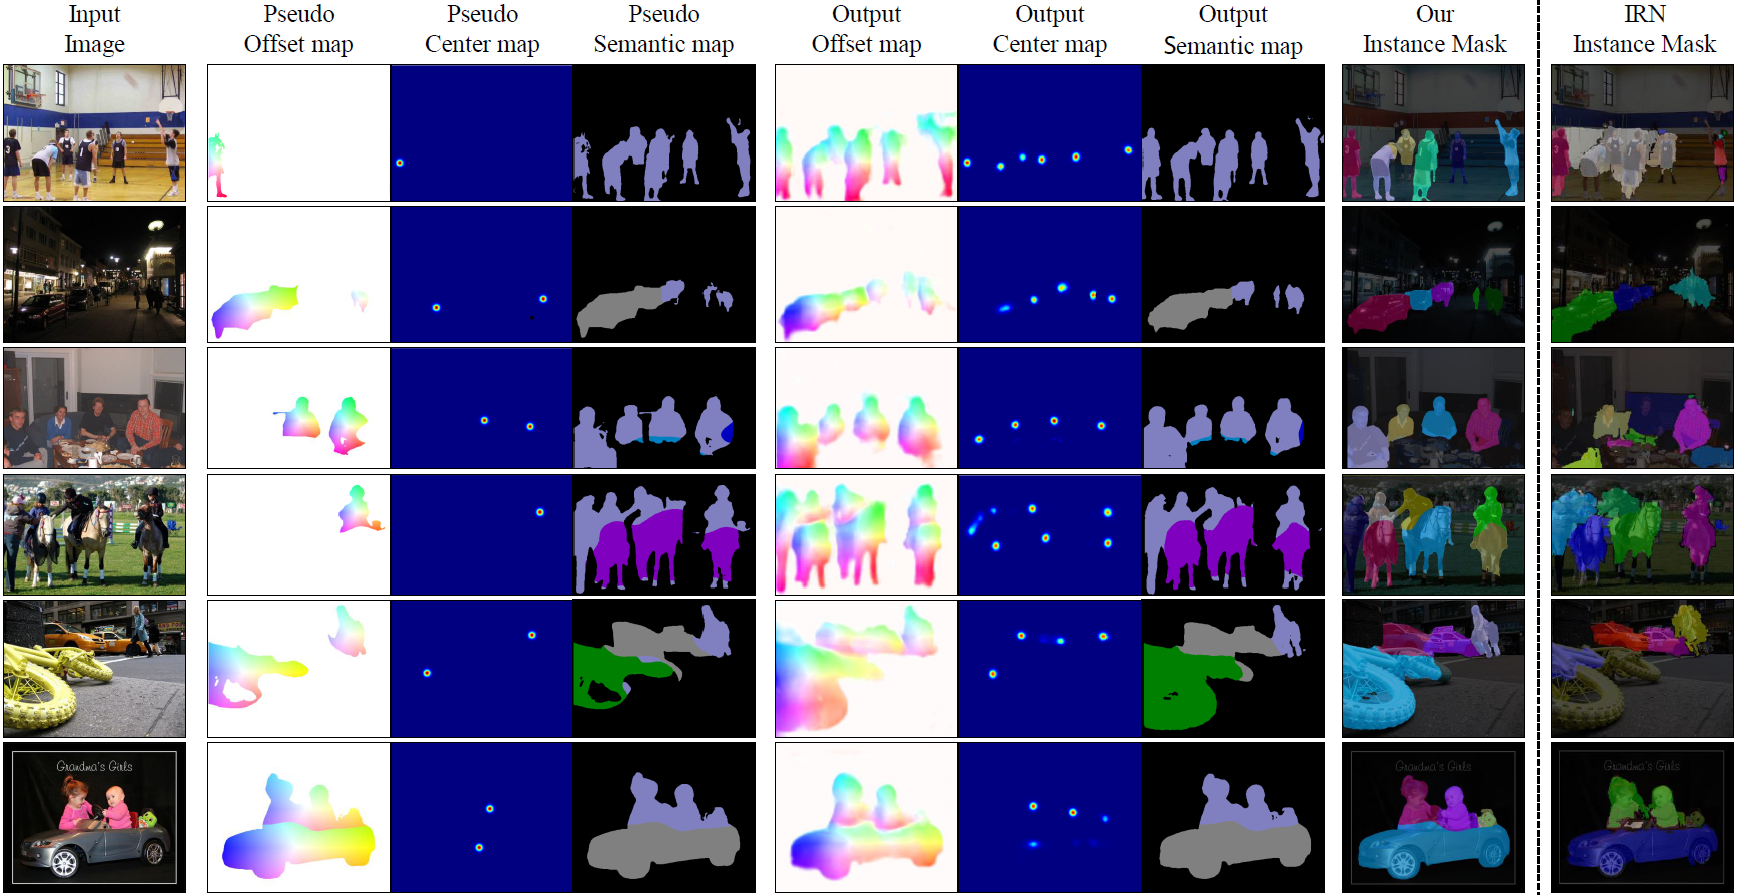 Input
Image
Pseudo
Offset map
Pseudo
Center map
Pseudo
Semantic map
Output
Offset map
Output
Center map
Output
Semantic map
Our
Instance Mask
IRN
Instance Mask
Grandma's Girls
Grandma's Girls
Grandma's Girls